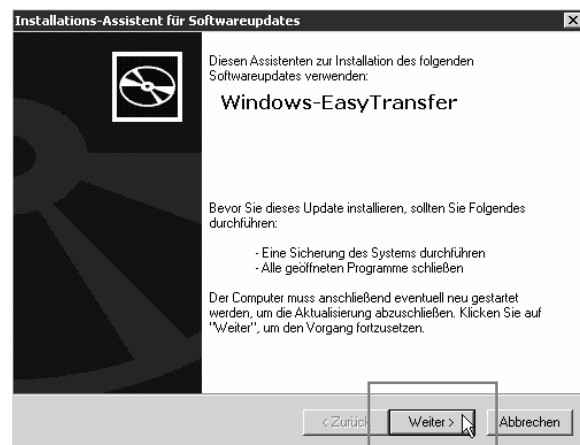 Installations-Assistent für Softwareupdates
Diesen Assistenten zur Installation des folgenden
Softwareupdates verwenden:
Windows-EasyTransfer
Bevor Sie dieses Update installieren, sollten Sie Folgendes
durchführen:
- Eine Sicherung des Systems durchführen
- Alle geöffneten Programme schließen
Der Computer muss anschließend eventuell neu gestartet
werden, um die Aktualisierung abzuschließen. Klicken Sie auf
"Weiter", um den Vorgang fortzusetzen.
< Zurück Weiter > Abbrechen